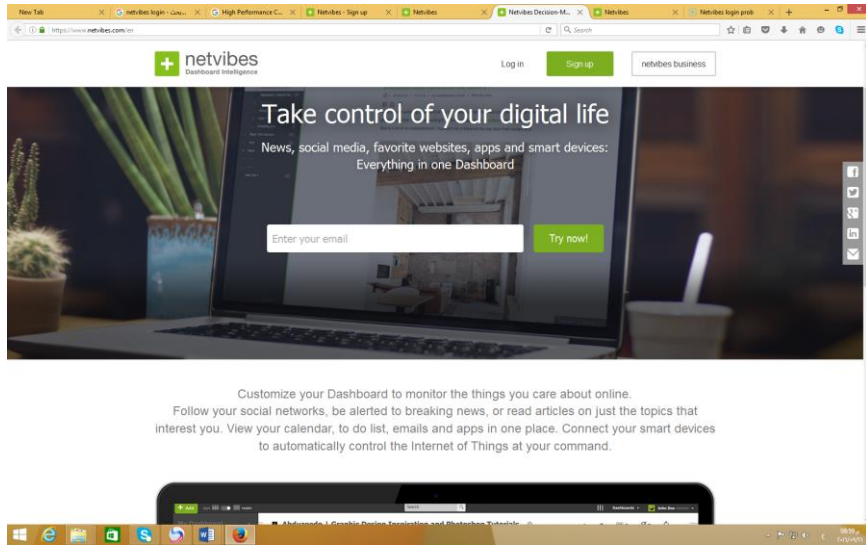 New Tab
netvibes login -
High Performance C...
Netvibes - Sign up
Netvibes
Netvibes Decision-M...
Netvibes
Netvibes login prob
https://www.netvibes.com/en
Search
netvibes
Dashboard Intelligence
Log in
Sign up
netvibes business
Take control of your digital life
News, social media, favorite websites, apps and smart devices:
Everything in one Dashboard
Enter your email
Try now!
Customize your Dashboard to monitor the things you care about online.
Follow your social networks, be alerted to breaking news, or read articles on just the topics that
interest you. View your calendar, to do list, emails and apps in one place. Connect your smart devices
to automatically control the Internet of Things at your command.
+ Add
Search
Dashboards
John Doe
My Dashboard
Abduzeedo | Graphic Design Inspiration and Photoshop Tutorials